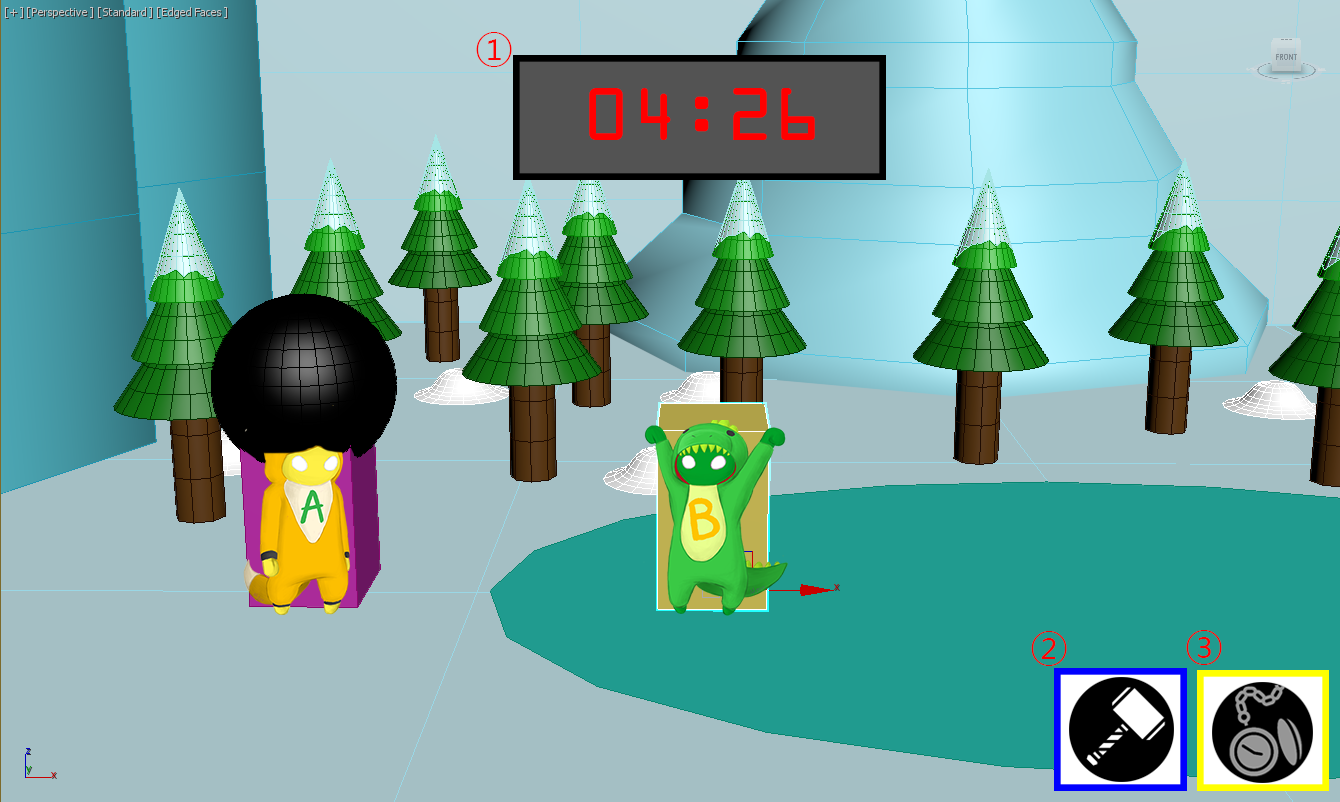 [+] [Perspective ] [Standard ] [Edged Faces ]
①
04:26
FRONT
A
B
x
②
③
z
y
x